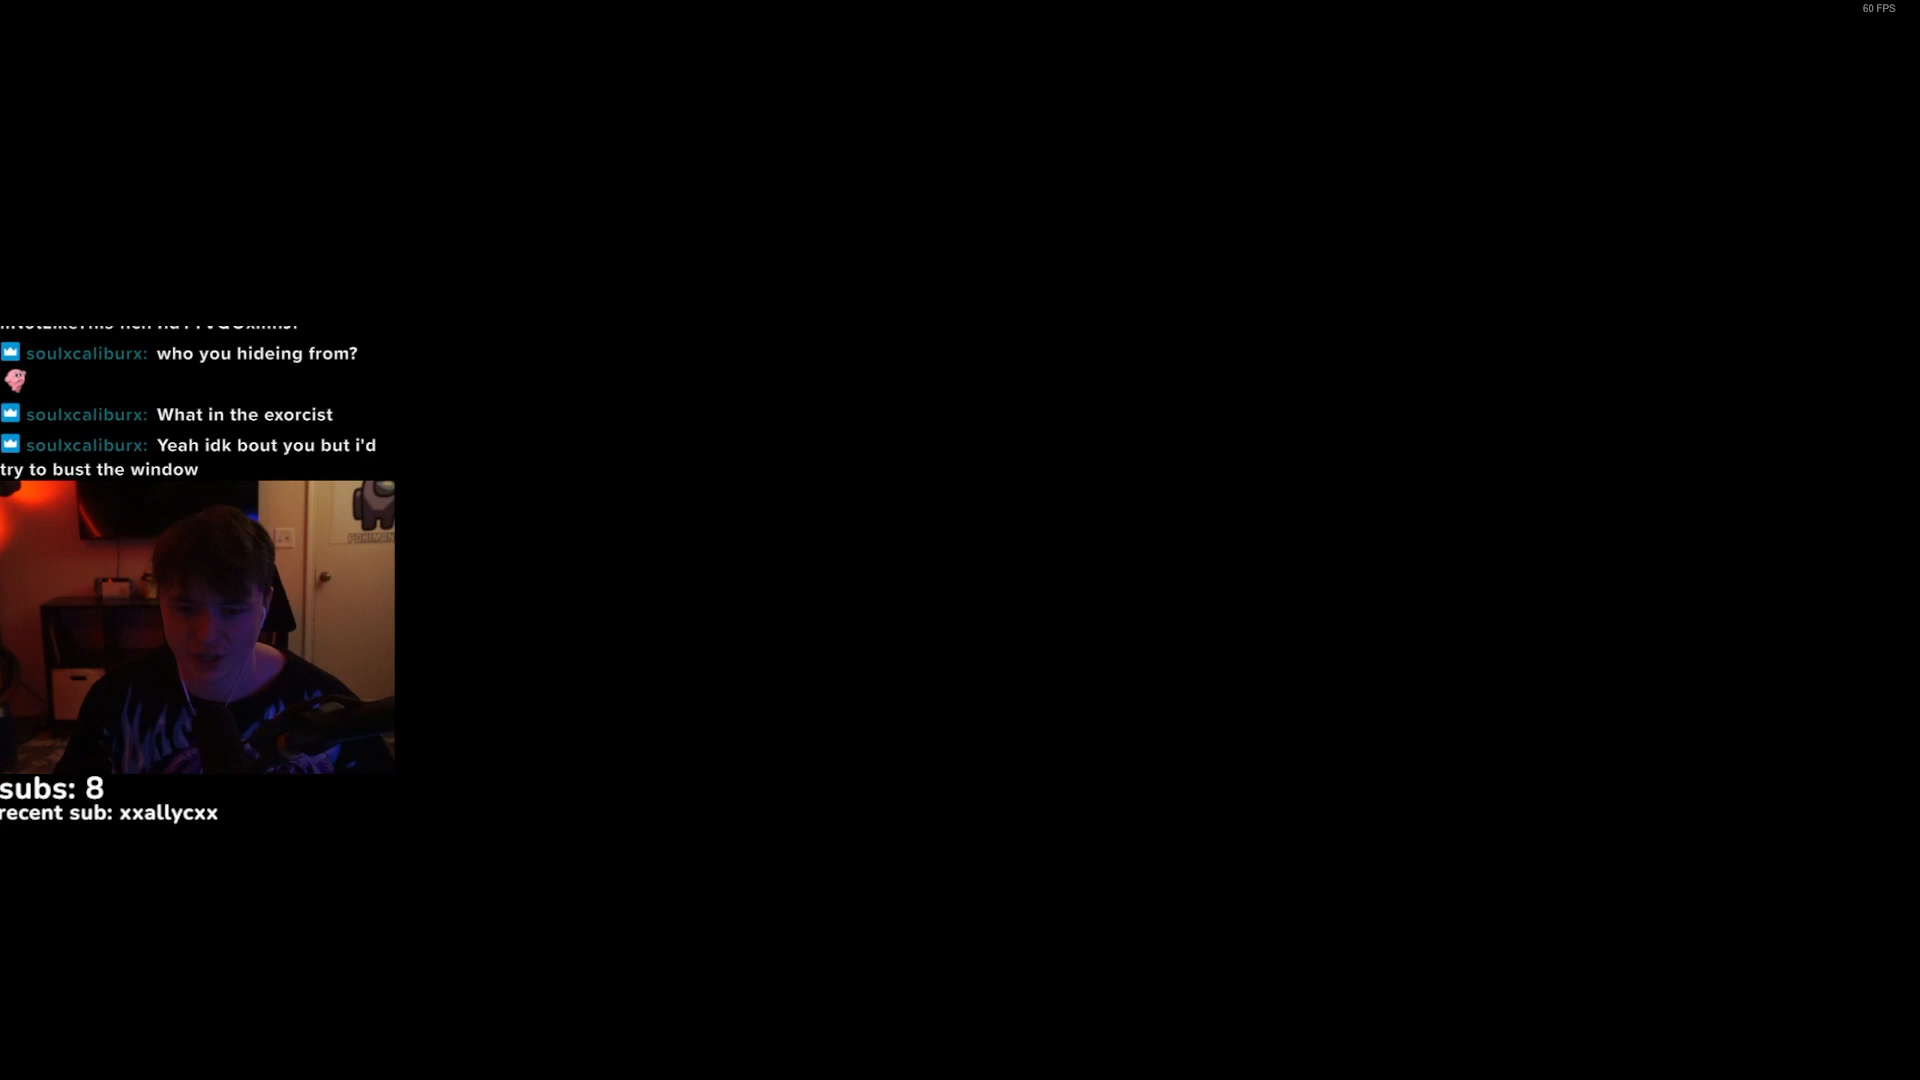 60 FPS
soulxcaliburx: who you hideing from?
soulxcaliburx: What in the exorcist
soulxcaliburx: Yeah idk bout you but i'd
try to bust the window
subs: 8
recent sub: xxallycxx